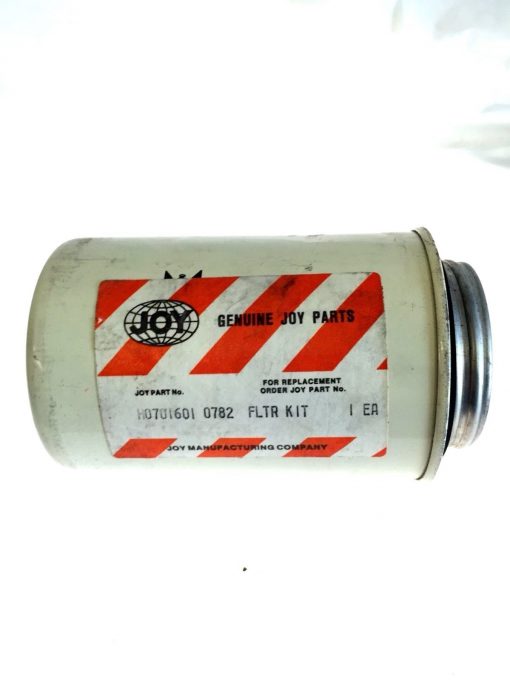 JOY
GENUINE JOY PARTS
JOY PART No.
FOR REPLACEMENT
ORDER JOY PART No.
H0701601 0782 FLTR KIT 1 EA
JOY MANUFACTURING COMPANY